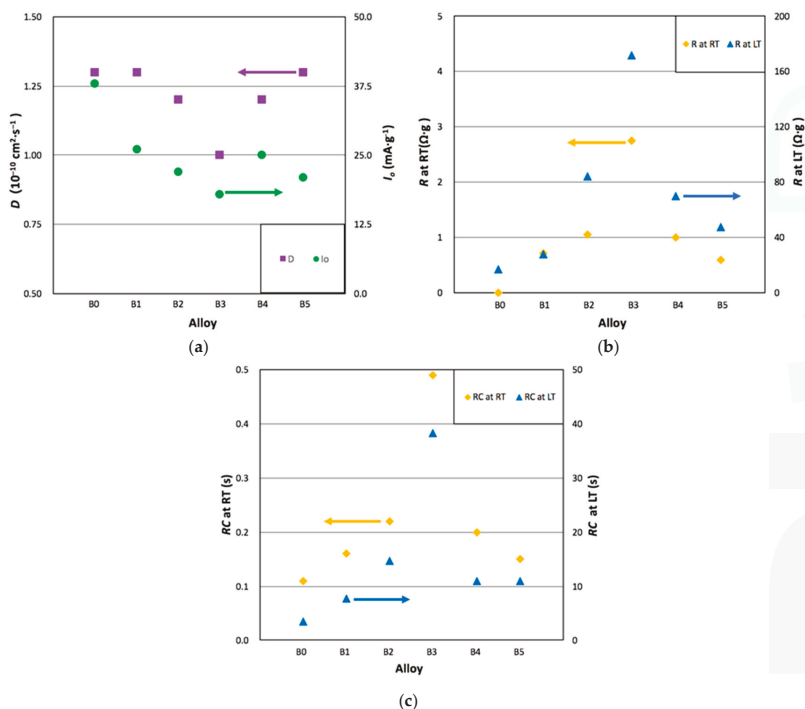 1.50
1.25
1.00
0.75
0.50
D (10⁻¹⁰ cm²·s⁻¹)
50.0
37.5
25.0
12.5
0.0
Iₒ (mA·g⁻¹)
D Io
B0 B1 B2 B3 B4 B5
Alloy
(a)
5
4
3
2
1
0
R at RT(Ω·g)
R at RT R at LT
200
160
120
80
40
0
R at LT (Ω·g)
B0 B1 B2 B3 B4 B5
Alloy
(b)
0.5
0.4
0.3
0.2
0.1
0.0
RC at RT (s)
RC at RT RC at LT
50
40
30
20
10
0
RC at LT (s)
B0 B1 B2 B3 B4 B5
Alloy
(c)